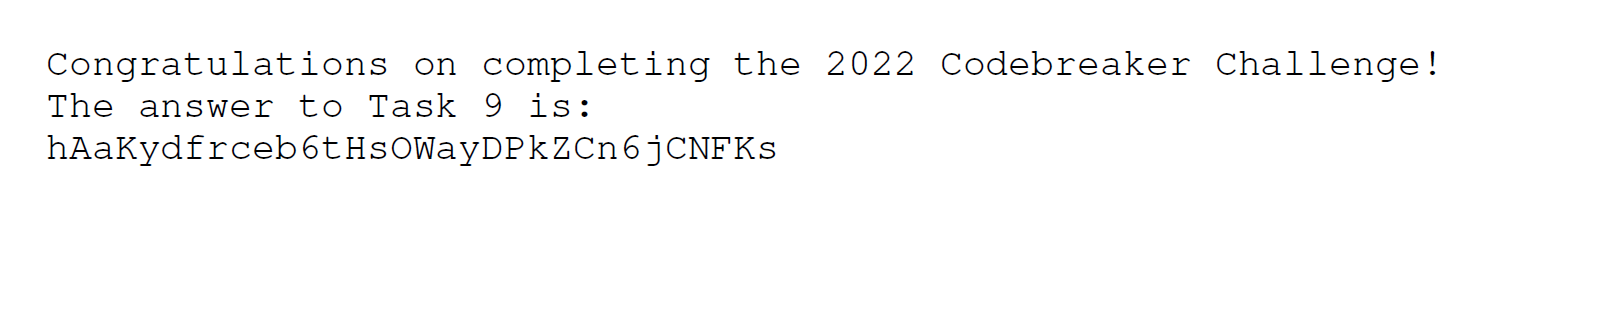 Congratulations on completing the 2022 Codebreaker Challenge!
The answer to Task 9 is:
hAaKydfrceb6tHsOWayDPkZCn6jCNFKs